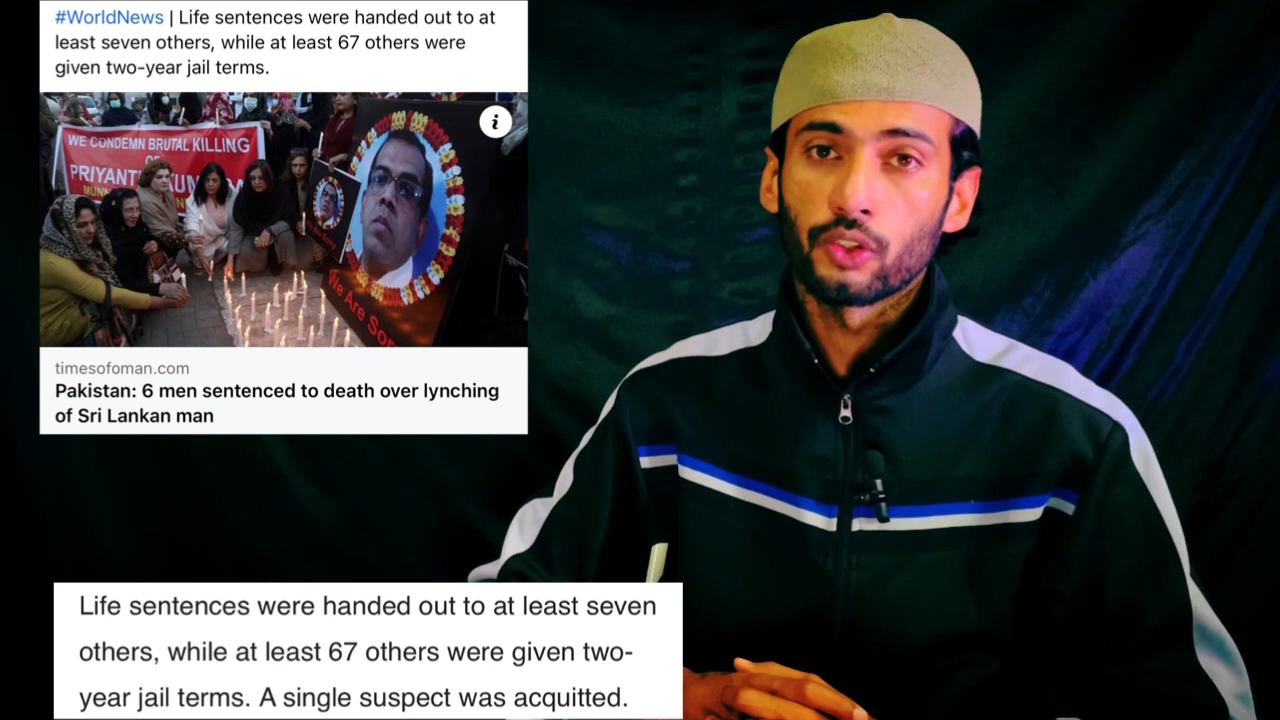 #WorldNews | Life sentences were handed out to at
least seven others, while at least 67 others were
given two-year jail terms.
WE CONDEMN BRUTAL KILLING
OF
PRIYANT
MUNN
i
We Are Sor
timesofoman.com
Pakistan: 6 men sentenced to death over lynching
of Sri Lankan man
Life sentences were handed out to at least seven
others, while at least 67 others were given two-
year jail terms. A single suspect was acquitted.